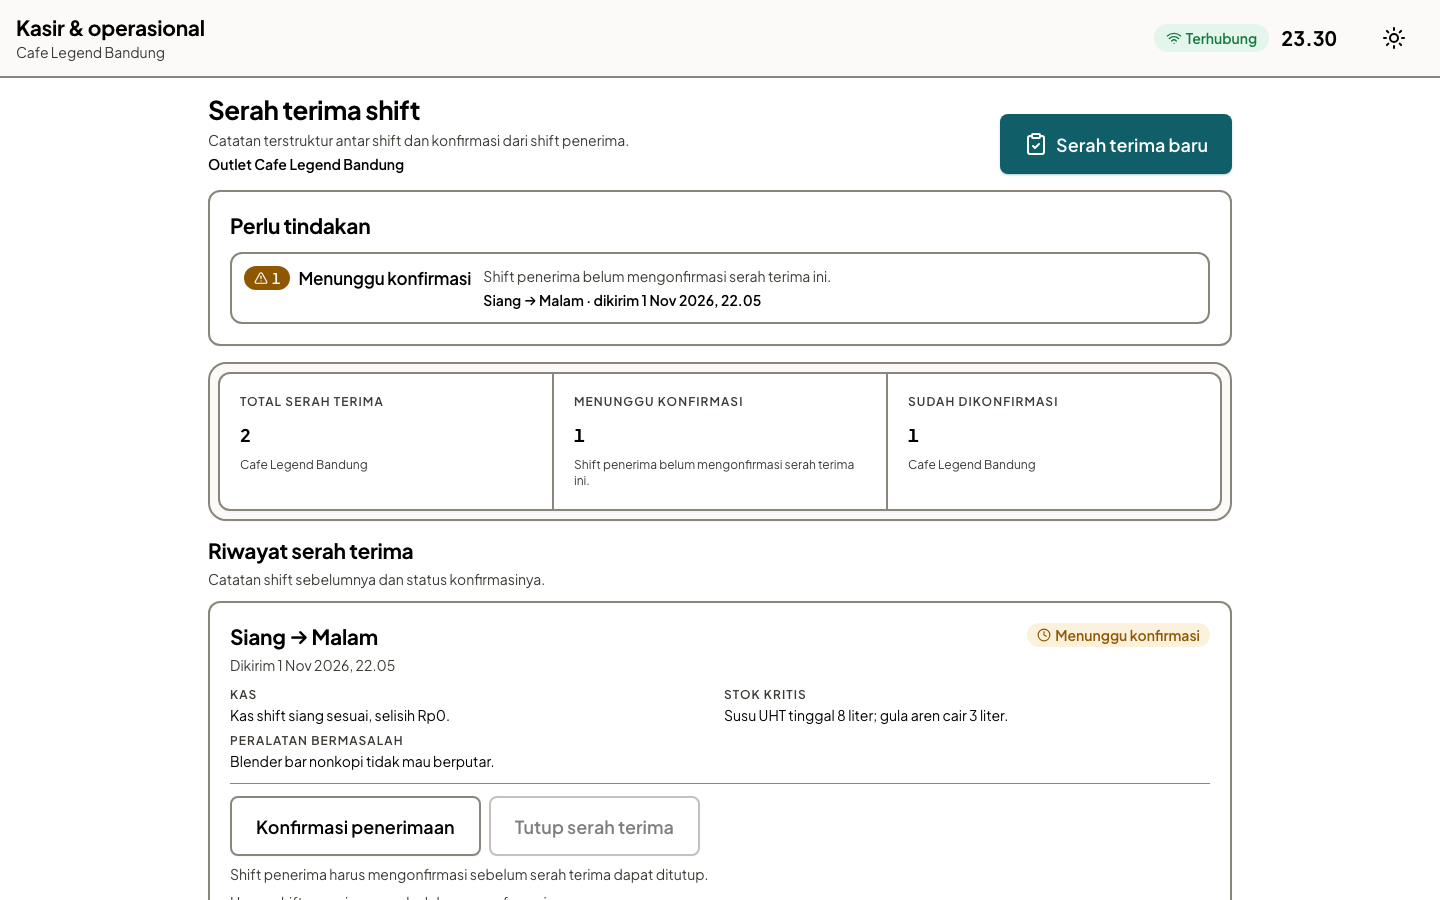 Kasir & operasional
Cafe Legend Bandung
Terhubung
23.30
Serah terima shift
Catatan terstruktur antar shift dan konfirmasi dari shift penerima.
Outlet Cafe Legend Bandung
Serah terima baru
Perlu tindakan
1 Menunggu konfirmasi
Shift penerima belum mengonfirmasi serah terima ini.
Siang → Malam · dikirim 1 Nov 2026, 22.05
TOTAL SERAH TERIMA
2
Cafe Legend Bandung
MENUNGGU KONFIRMASI
1
Shift penerima belum mengonfirmasi serah terima
ini.
SUDAH DIKONFIRMASI
1
Cafe Legend Bandung
Riwayat serah terima
Catatan shift sebelumnya dan status konfirmasinya.
Siang → Malam
Menunggu konfirmasi
Dikirim 1 Nov 2026, 22.05
KAS
Kas shift siang sesuai, selisih Rp0.
STOK KRITIS
Susu UHT tinggal 8 liter; gula aren cair 3 liter.
PERALATAN BERMASALAH
Blender bar nonkopi tidak mau berputar.
Konfirmasi penerimaan
Tutup serah terima
Shift penerima harus mengonfirmasi sebelum serah terima dapat ditutup.